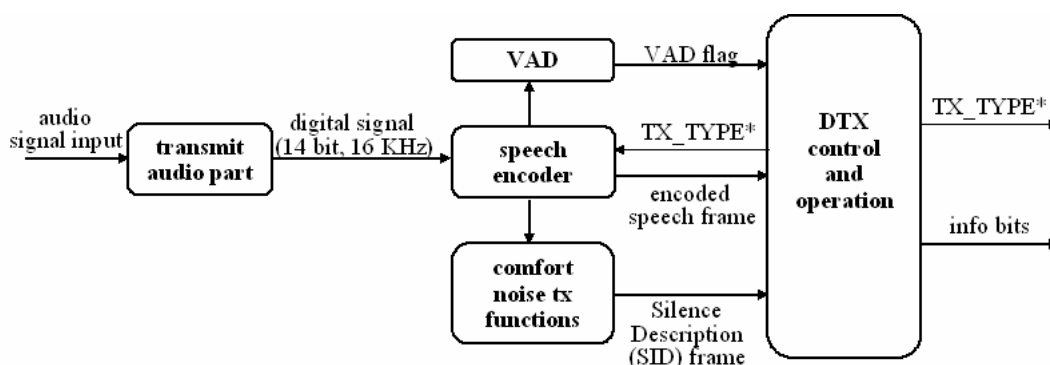 audio
signal input
transmit
audio part
digital signal
(14 bit, 16 KHz)
VAD
speech
encoder
comfort
noise tx
functions
VAD flag
TX_TYPE*
encoded
speech frame
Silence
Description
(SID) frame
DTX
control
and
operation
TX_TYPE*
info bits